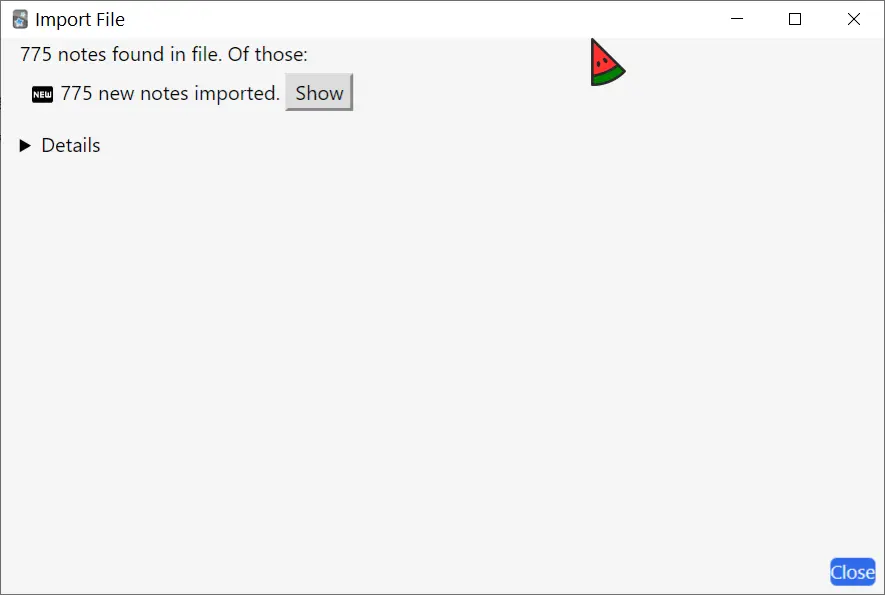 Import File
775 notes found in file. Of those:
NEW 775 new notes imported. Show
Details
Close